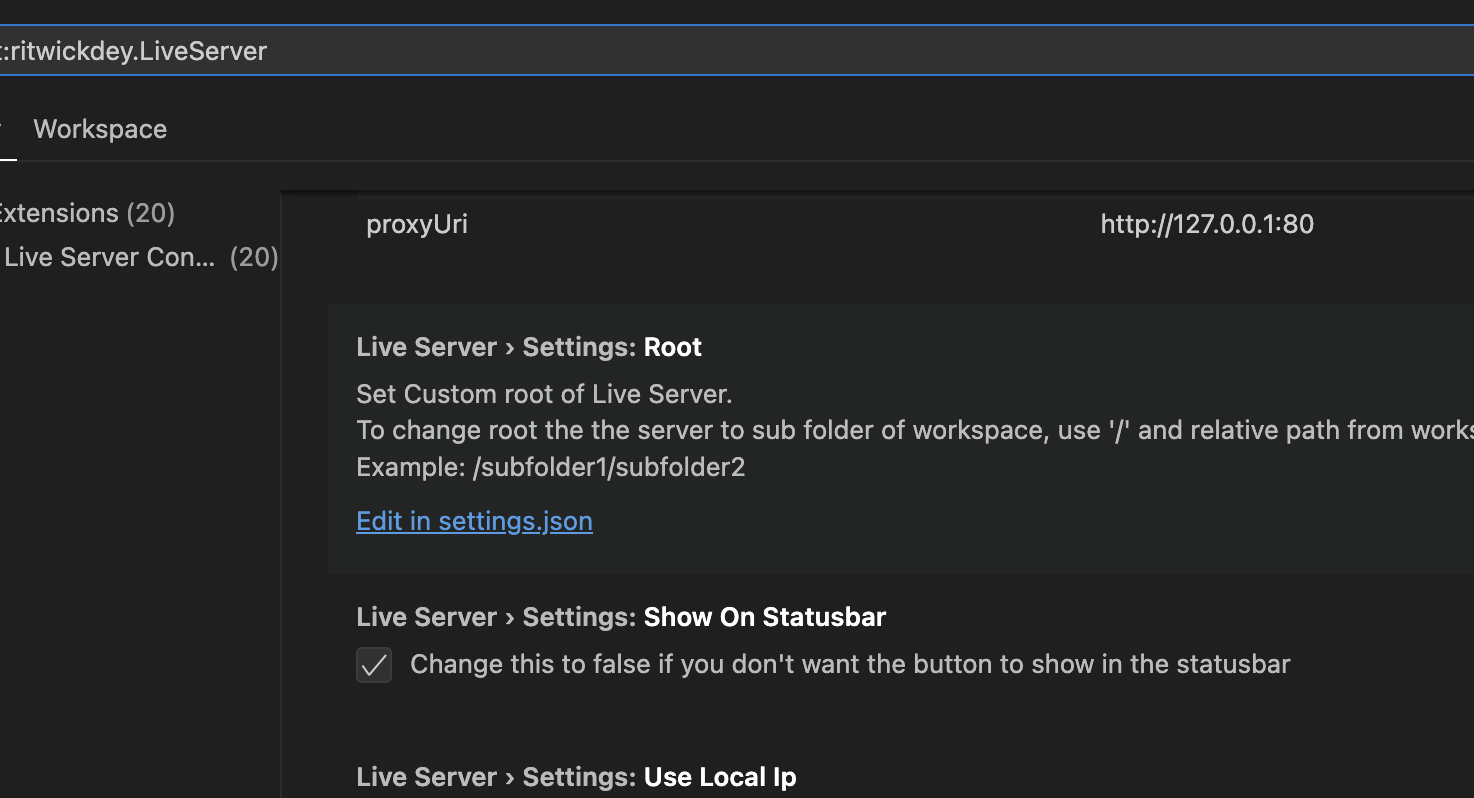 t:ritwickdey.LiveServer
Workspace
Extensions (20)
Live Server Con... (20)
proxyUri http://127.0.0.1:80
Live Server › Settings: Root
Set Custom root of Live Server.
To change root the the server to sub folder of workspace, use '/' and relative path from works
Example: /subfolder1/subfolder2
Edit in settings.json
Live Server › Settings: Show On Statusbar
Change this to false if you don't want the button to show in the statusbar
Live Server › Settings: Use Local Ip